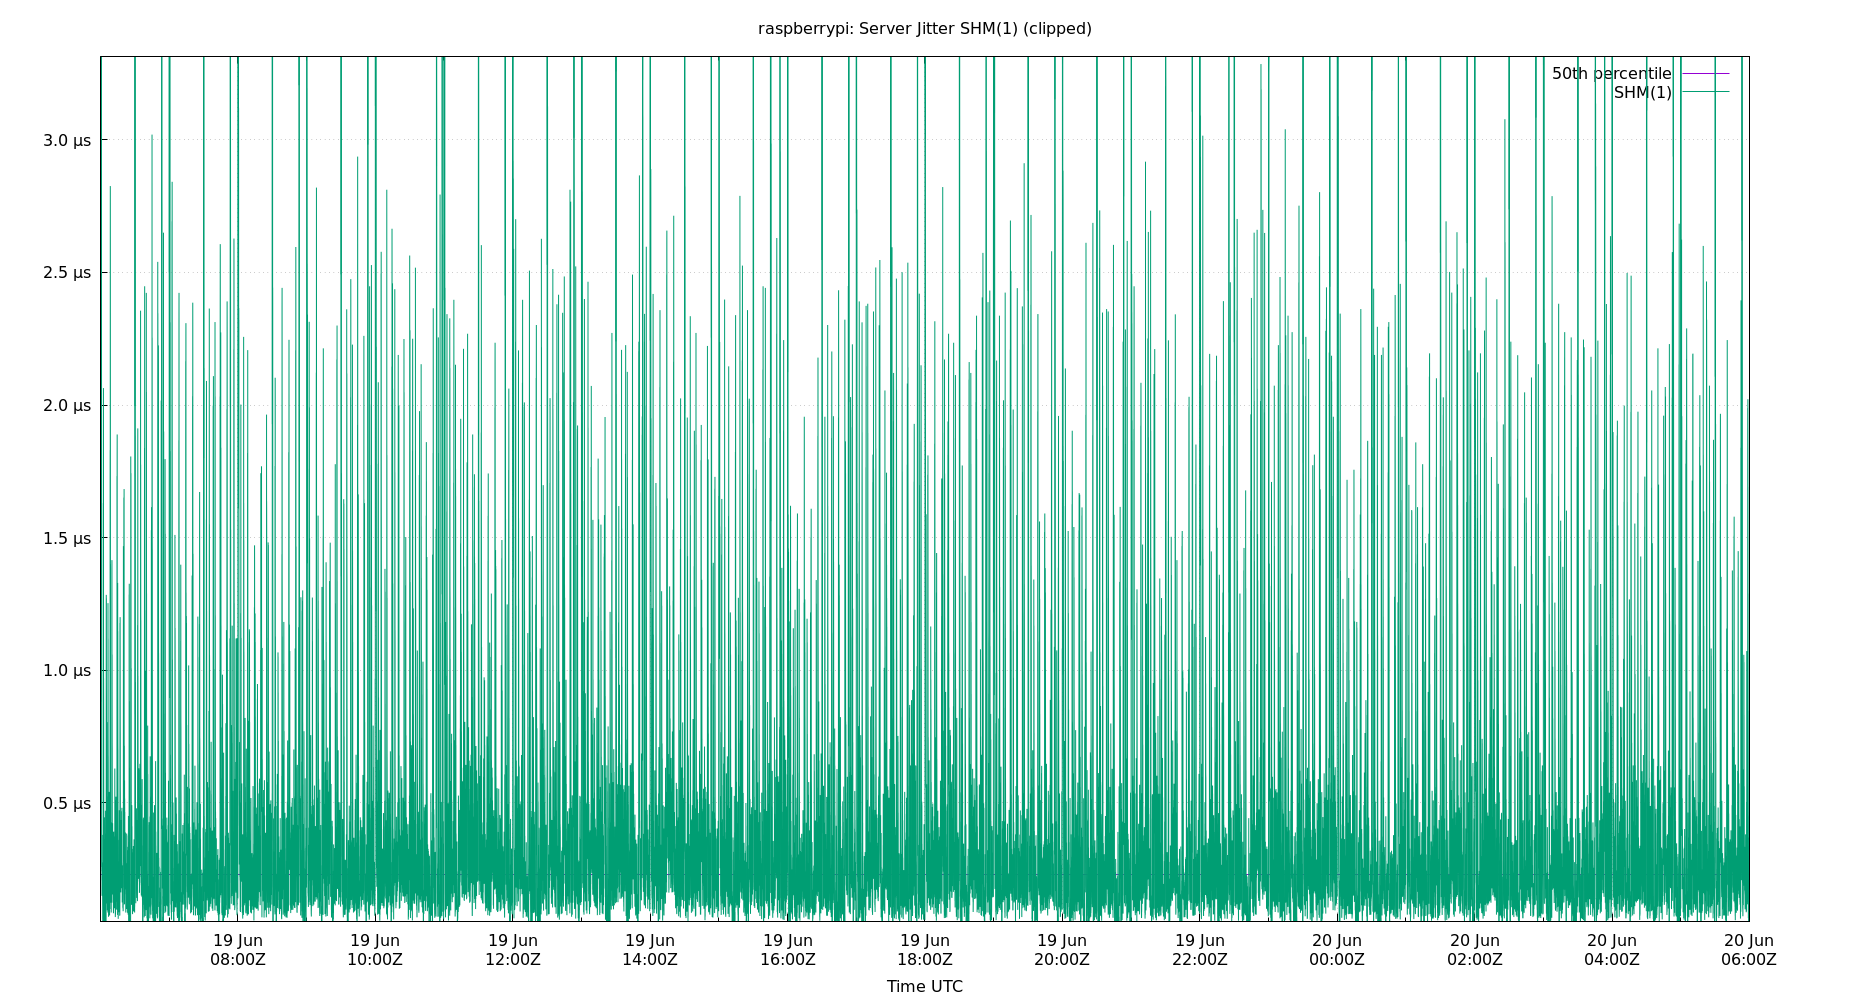 raspberrypi: Server Jitter SHM(1) (clipped)
50th percentile
SHM(1)
3.0 µs
2.5 µs
2.0 µs
1.5 µs
1.0 µs
0.5 µs
19 Jun 19 Jun 19 Jun 19 Jun 19 Jun 19 Jun 19 Jun 19 Jun 20 Jun 20 Jun 20 Jun 20 Jun
08:00Z 10:00Z 12:00Z 14:00Z 16:00Z 18:00Z 20:00Z 22:00Z 00:00Z 02:00Z 04:00Z 06:00Z
Time UTC